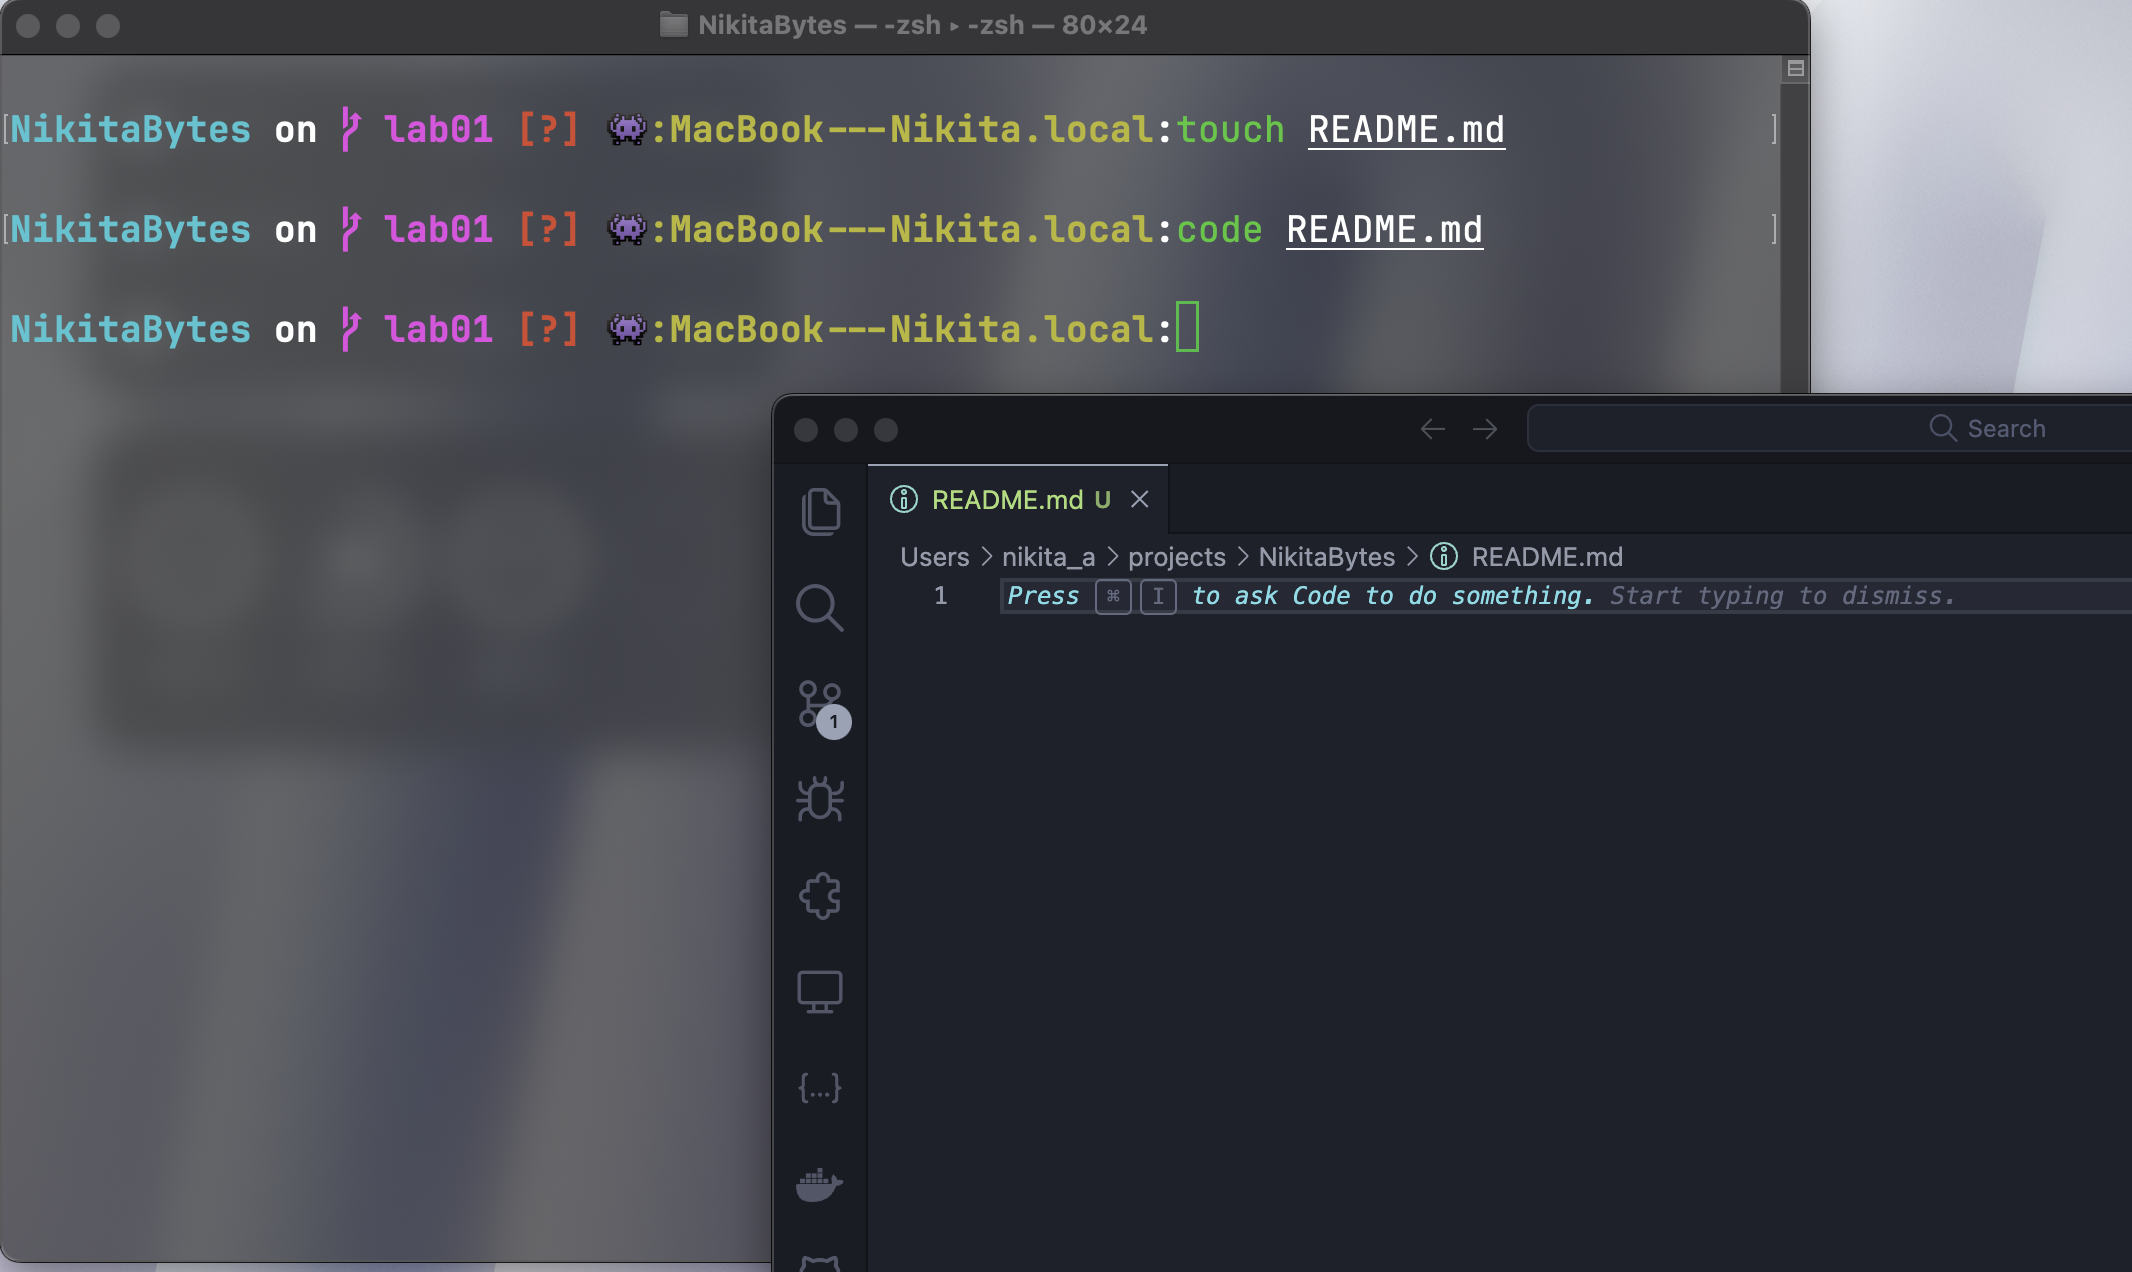 NikitaBytes — -zsh ▸ -zsh — 80×24
NikitaBytes on lab01 [?] 👾:MacBook---Nikita.local:touch README.md
NikitaBytes on lab01 [?] 👾:MacBook---Nikita.local:code README.md
NikitaBytes on lab01 [?] 👾:MacBook---Nikita.local:
Search
README.md U
Users > nikita_a > projects > NikitaBytes > README.md
1 Press ⌘ I to ask Code to do something. Start typing to dismiss.
1
{...}